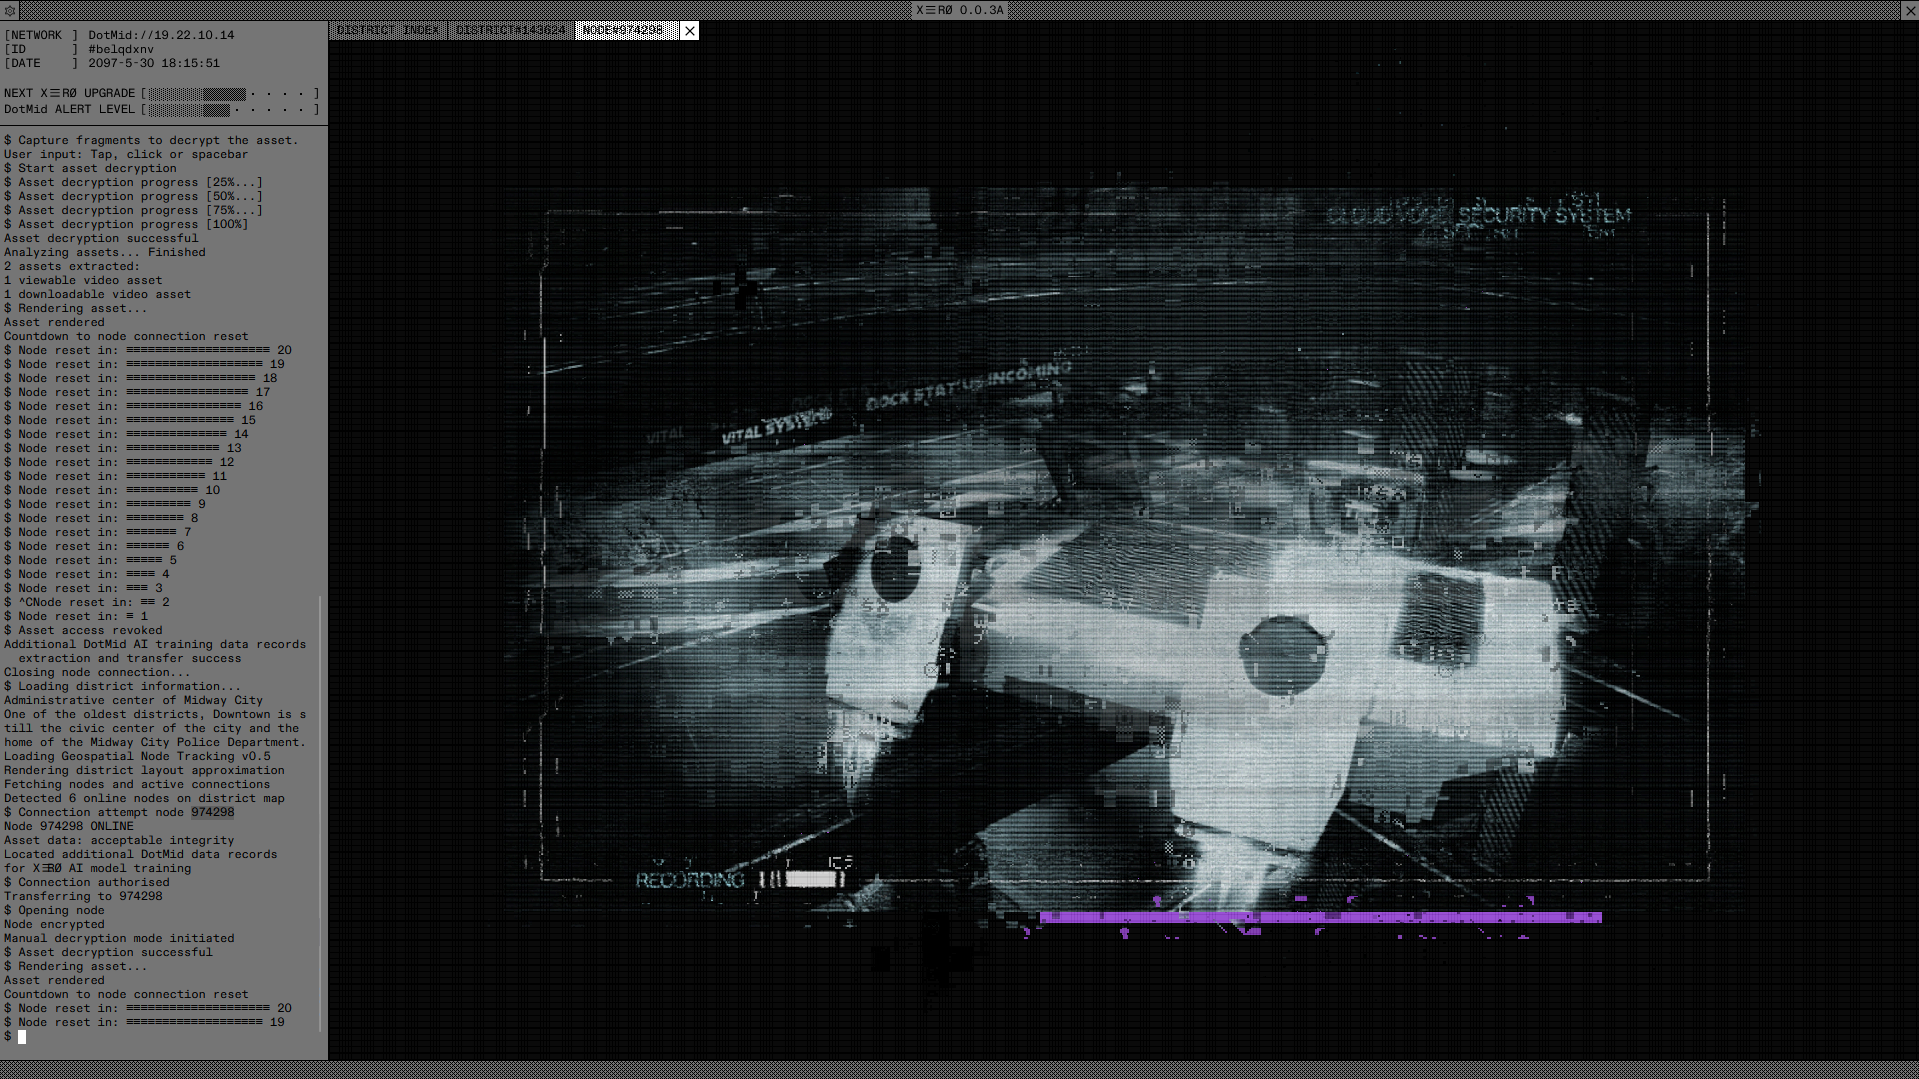 X☰RØ 0.0.3A
[NETWORK ] DotMid://19.22.10.14
[ID ] #belqdxnv
[DATE ] 2097-5-30 18:15:51
NEXT X☰RØ UPGRADE [ · · · · ]
DotMid ALERT LEVEL [ · · · · · ]
DISTRICT INDEX
DISTRICT#143624
NODE#974298
$ Capture fragments to decrypt the asset.
User input: Tap, click or spacebar
$ Start asset decryption
$ Asset decryption progress [25%...]
$ Asset decryption progress [50%...]
$ Asset decryption progress [75%...]
$ Asset decryption progress [100%]
Asset decryption successful
Analyzing assets... Finished
2 assets extracted:
1 viewable video asset
1 downloadable video asset
$ Rendering asset...
Asset rendered
Countdown to node connection reset
$ Node reset in: ≡≡≡≡≡≡≡≡≡≡≡≡≡≡≡≡≡≡≡≡ 20
$ Node reset in: ≡≡≡≡≡≡≡≡≡≡≡≡≡≡≡≡≡≡≡ 19
$ Node reset in: ≡≡≡≡≡≡≡≡≡≡≡≡≡≡≡≡≡≡ 18
$ Node reset in: ≡≡≡≡≡≡≡≡≡≡≡≡≡≡≡≡≡ 17
$ Node reset in: ≡≡≡≡≡≡≡≡≡≡≡≡≡≡≡≡ 16
$ Node reset in: ≡≡≡≡≡≡≡≡≡≡≡≡≡≡≡ 15
$ Node reset in: ≡≡≡≡≡≡≡≡≡≡≡≡≡≡ 14
$ Node reset in: ≡≡≡≡≡≡≡≡≡≡≡≡≡ 13
$ Node reset in: ≡≡≡≡≡≡≡≡≡≡≡≡ 12
$ Node reset in: ≡≡≡≡≡≡≡≡≡≡≡ 11
$ Node reset in: ≡≡≡≡≡≡≡≡≡≡ 10
$ Node reset in: ≡≡≡≡≡≡≡≡≡ 9
$ Node reset in: ≡≡≡≡≡≡≡≡ 8
$ Node reset in: ≡≡≡≡≡≡≡ 7
$ Node reset in: ≡≡≡≡≡≡ 6
$ Node reset in: ≡≡≡≡≡ 5
$ Node reset in: ≡≡≡≡ 4
$ Node reset in: ≡≡≡ 3
$ ^CNode reset in: ≡≡ 2
$ Node reset in: ≡ 1
$ Asset access revoked
Additional DotMid AI training data records
extraction and transfer success
Closing node connection...
$ Loading district information...
Administrative center of Midway City
One of the oldest districts, Downtown is s
till the civic center of the city and the
home of the Midway City Police Department.
Loading Geospatial Node Tracking v0.5
Rendering district layout approximation
Fetching nodes and active connections
Detected 6 online nodes on district map
$ Connection attempt node 974298
Node 974298 ONLINE
Asset data: acceptable integrity
Located additional DotMid data records
for X☰RØ AI model training
$ Connection authorised
Transferring to 974298
$ Opening node
Node encrypted
Manual decryption mode initiated
$ Asset decryption successful
$ Rendering asset...
Asset rendered
Countdown to node connection reset
$ Node reset in: ≡≡≡≡≡≡≡≡≡≡≡≡≡≡≡≡≡≡≡≡ 20
$ Node reset in: ≡≡≡≡≡≡≡≡≡≡≡≡≡≡≡≡≡≡≡ 19
$
CLOUD NODE SECURITY SYSTEM
DOCK STATUS INCOMING
VITAL SYSTEMS
RECORDING